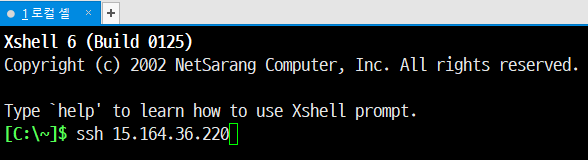 1 로컬 셸 × +
Xshell 6 (Build 0125)
Copyright (c) 2002 NetSarang Computer, Inc. All rights reserved.
Type `help' to learn how to use Xshell prompt.
[C:\~]$ ssh 15.164.36.220